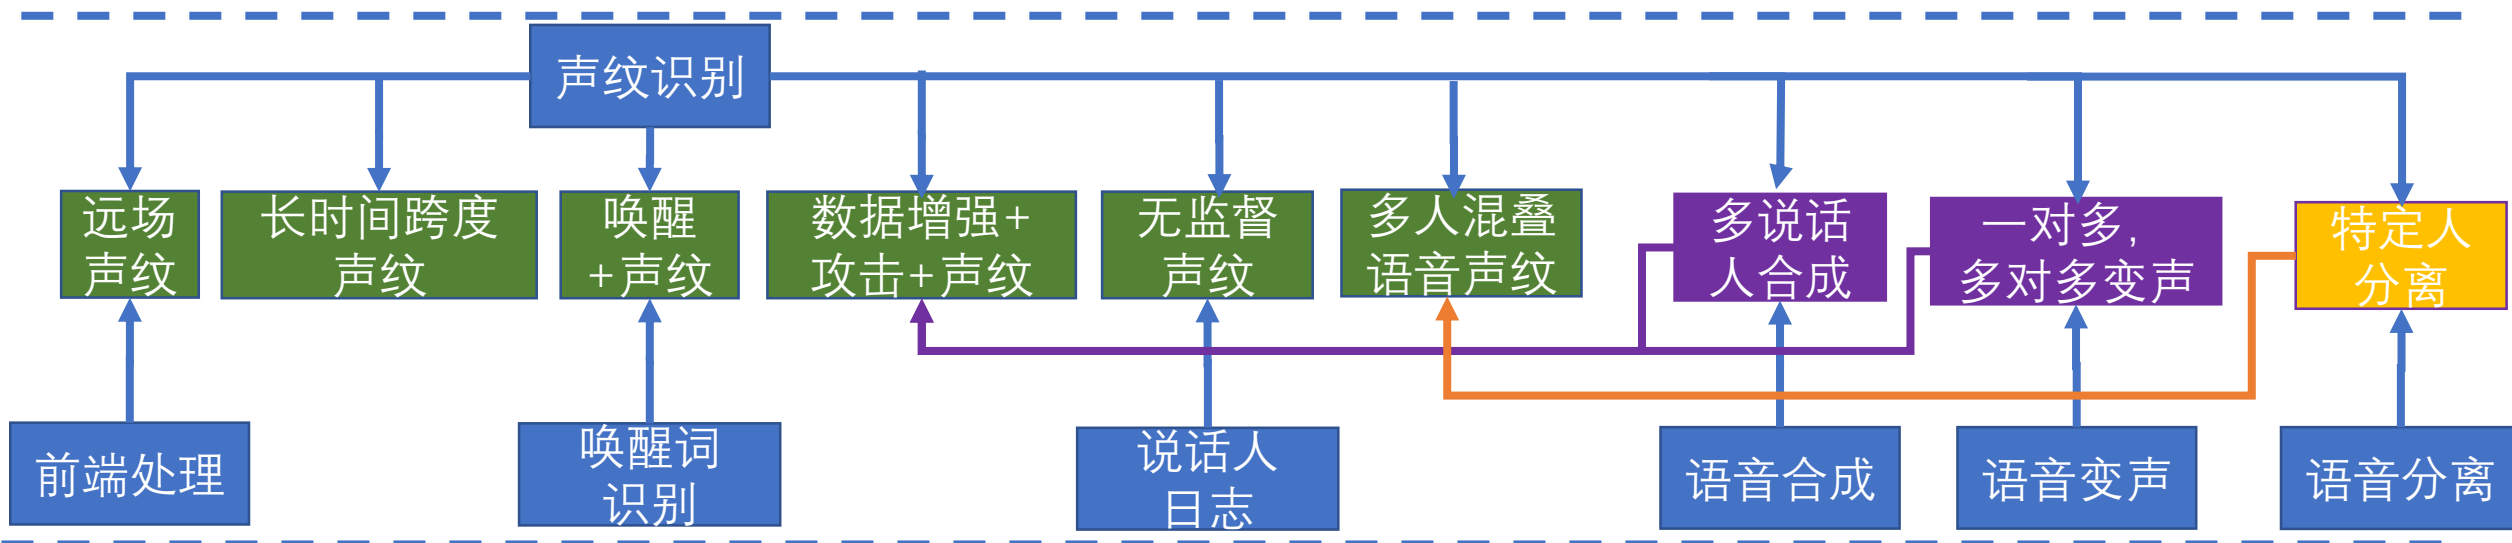 声纹识别
远场
声纹
长时间跨度
声纹
唤醒
+声纹
数据增强+
攻击+声纹
无监督
声纹
多人混叠
语音声纹
多说话
人合成
一对多，
多对多变声
特定人
分离
前端处理
唤醒词
识别
说话人
日志
语音合成
语音变声
语音分离